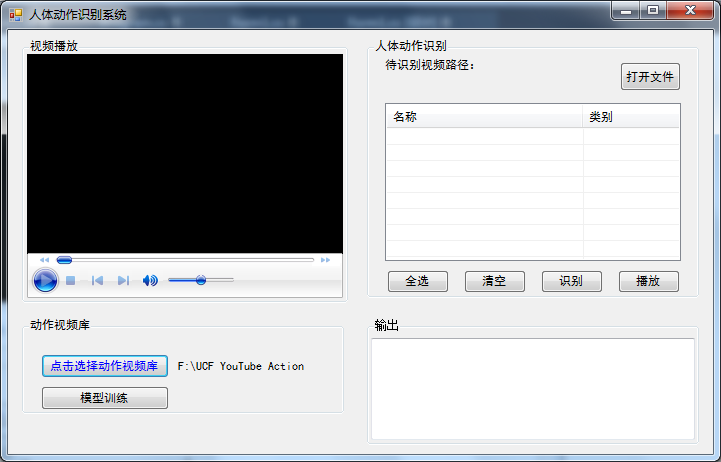 人体动作识别系统
视频播放
人体动作识别
待识别视频路径:
打开文件
名称
类别
全选
清空
识别
播放
动作视频库
点击选择动作视频库
F:\UCF YouTube Action
模型训练
输出